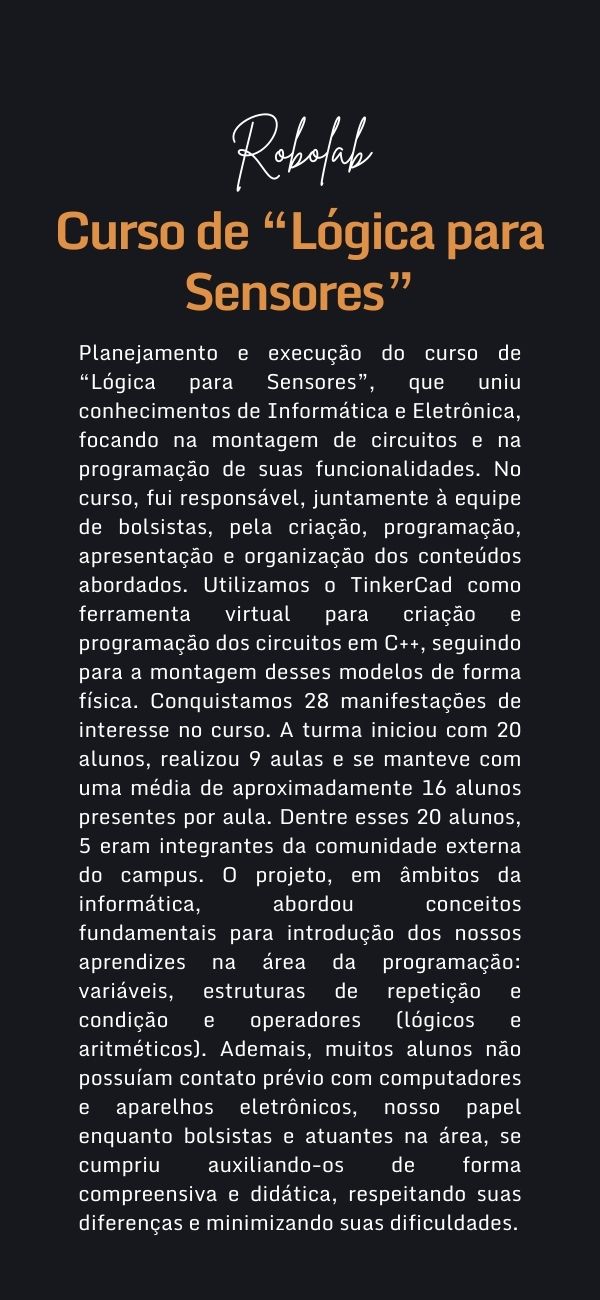 Robolab
Curso de “Lógica para
Sensores”
Planejamento e execução do curso de
“Lógica para Sensores”, que uniu
conhecimentos de Informática e Eletrônica,
focando na montagem de circuitos e na
programação de suas funcionalidades. No
curso, fui responsável, juntamente à equipe
de bolsistas, pela criação, programação,
apresentação e organização dos conteúdos
abordados. Utilizamos o TinkerCad como
ferramenta virtual para criação e
programação dos circuitos em C++, seguindo
para a montagem desses modelos de forma
física. Conquistamos 28 manifestações de
interesse no curso. A turma iniciou com 20
alunos, realizou 9 aulas e se manteve com
uma média de aproximadamente 16 alunos
presentes por aula. Dentre esses 20 alunos,
5 eram integrantes da comunidade externa
do campus. O projeto, em âmbitos da
informática, abordou conceitos
fundamentais para introdução dos nossos
aprendizes na área da programação:
variáveis, estruturas de repetição e
condição e operadores (lógicos e
aritméticos). Ademais, muitos alunos não
possuíam contato prévio com computadores
e aparelhos eletrônicos, nosso papel
enquanto bolsistas e atuantes na área, se
cumpriu auxiliando-os de forma
compreensiva e didática, respeitando suas
diferenças e minimizando suas dificuldades.